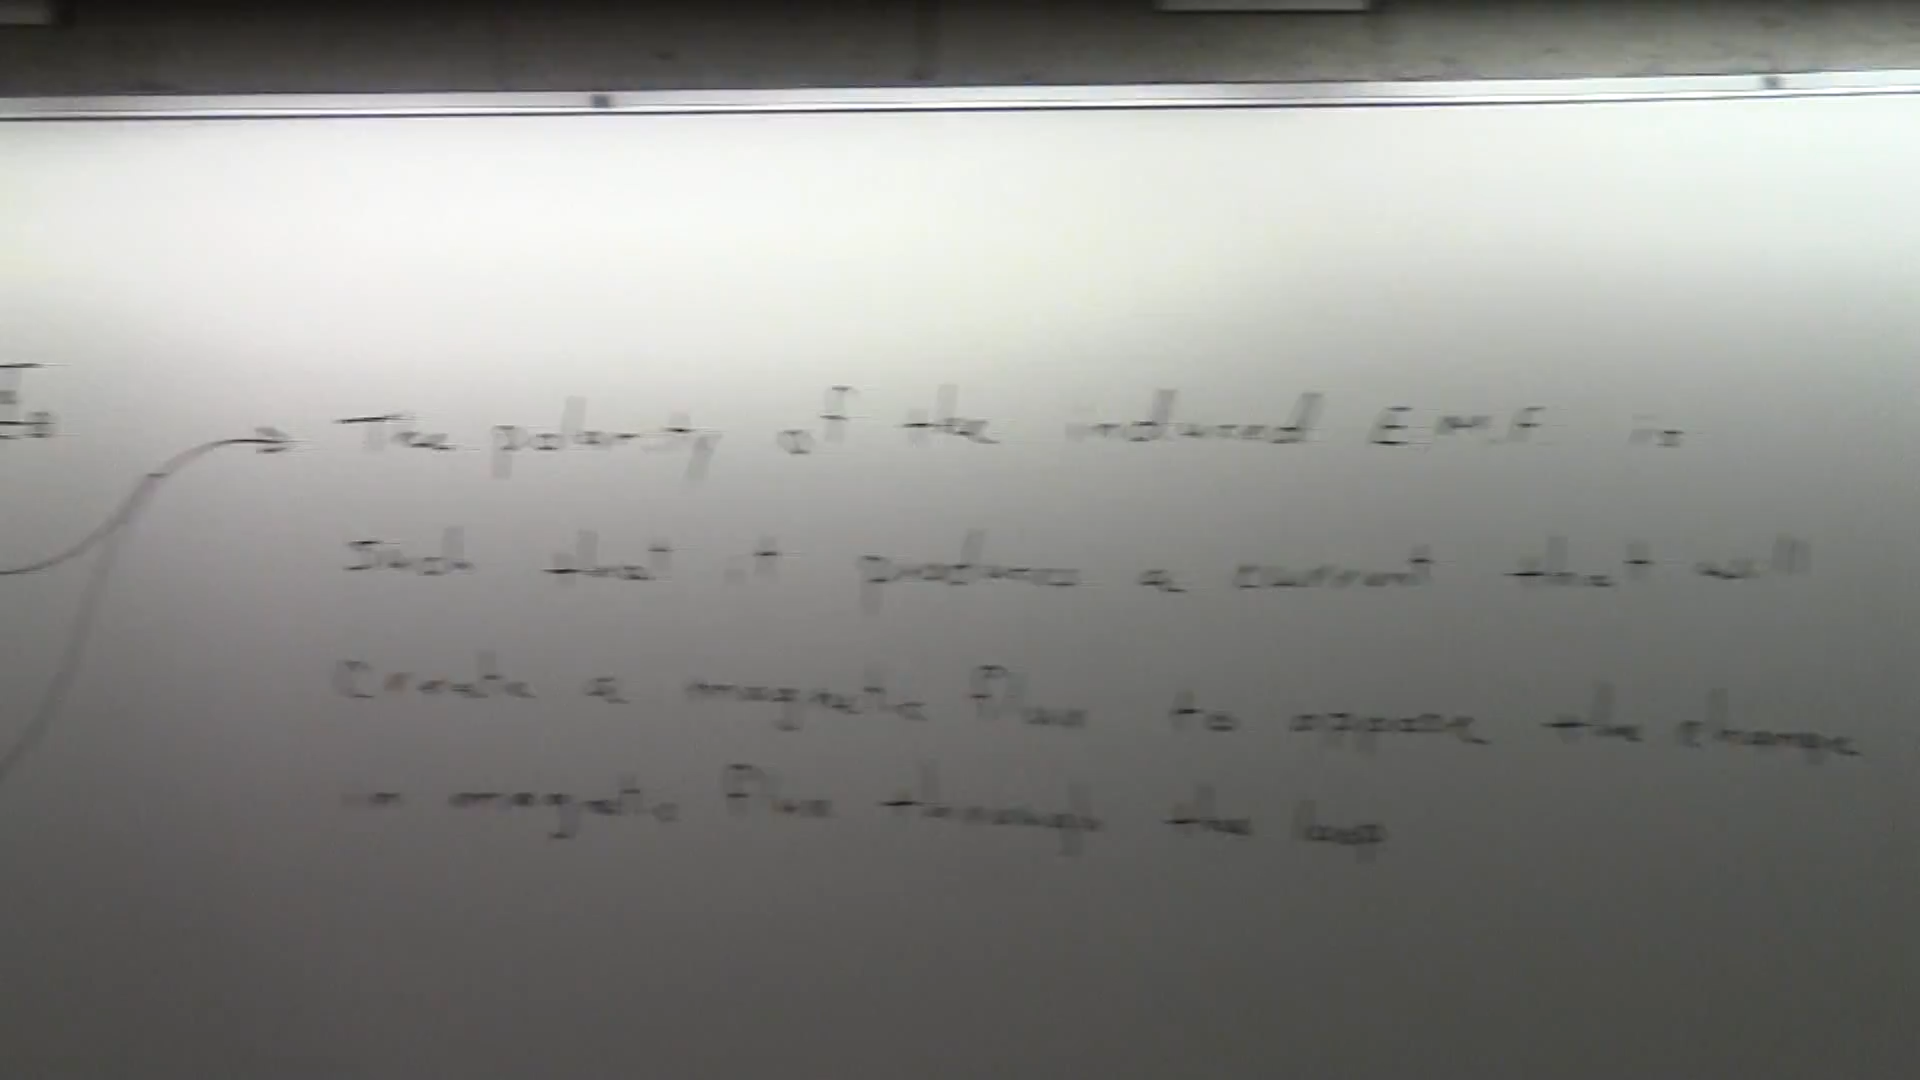 The polarity of the induced E.M.F. is
Such that it produces a current that will
Create a magnetic flux to oppose the change
in magnetic flux through the loop